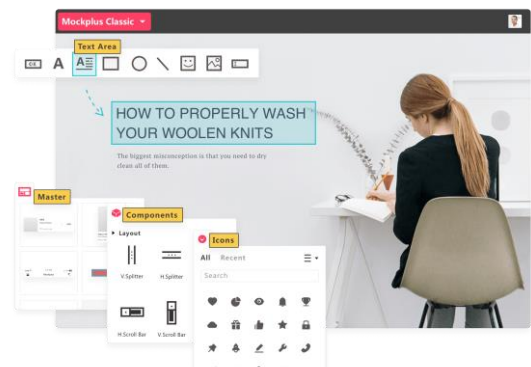 Mockplus Classic
Text Area
OK
A
A
HOW TO PROPERLY WASH
YOUR WOOLEN KNITS
The biggest misconception is that you need to dry
clean all of them.
Master
Components
Layout
V.Splitter
H.Splitter
H.Scroll Bar
V.Scroll Bar
Icons
All
Recent
Search